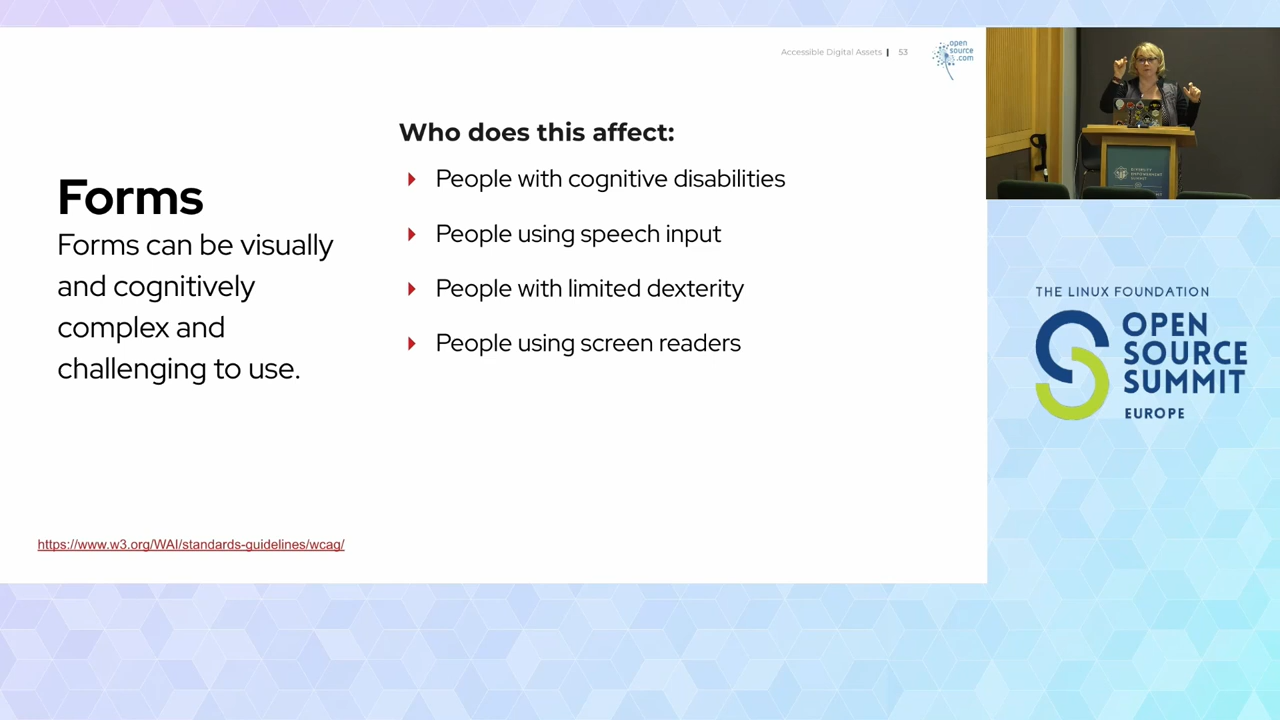 Accessible Digital Assets | 53
open
source
.com
Forms
Forms can be visually
and cognitively
complex and
challenging to use.
Who does this affect:
People with cognitive disabilities
People using speech input
People with limited dexterity
People using screen readers
https://www.w3.org/WAI/standards-guidelines/wcag/
THE LINUX FOUNDATION
OPEN
SOURCE
SUMMIT
EUROPE